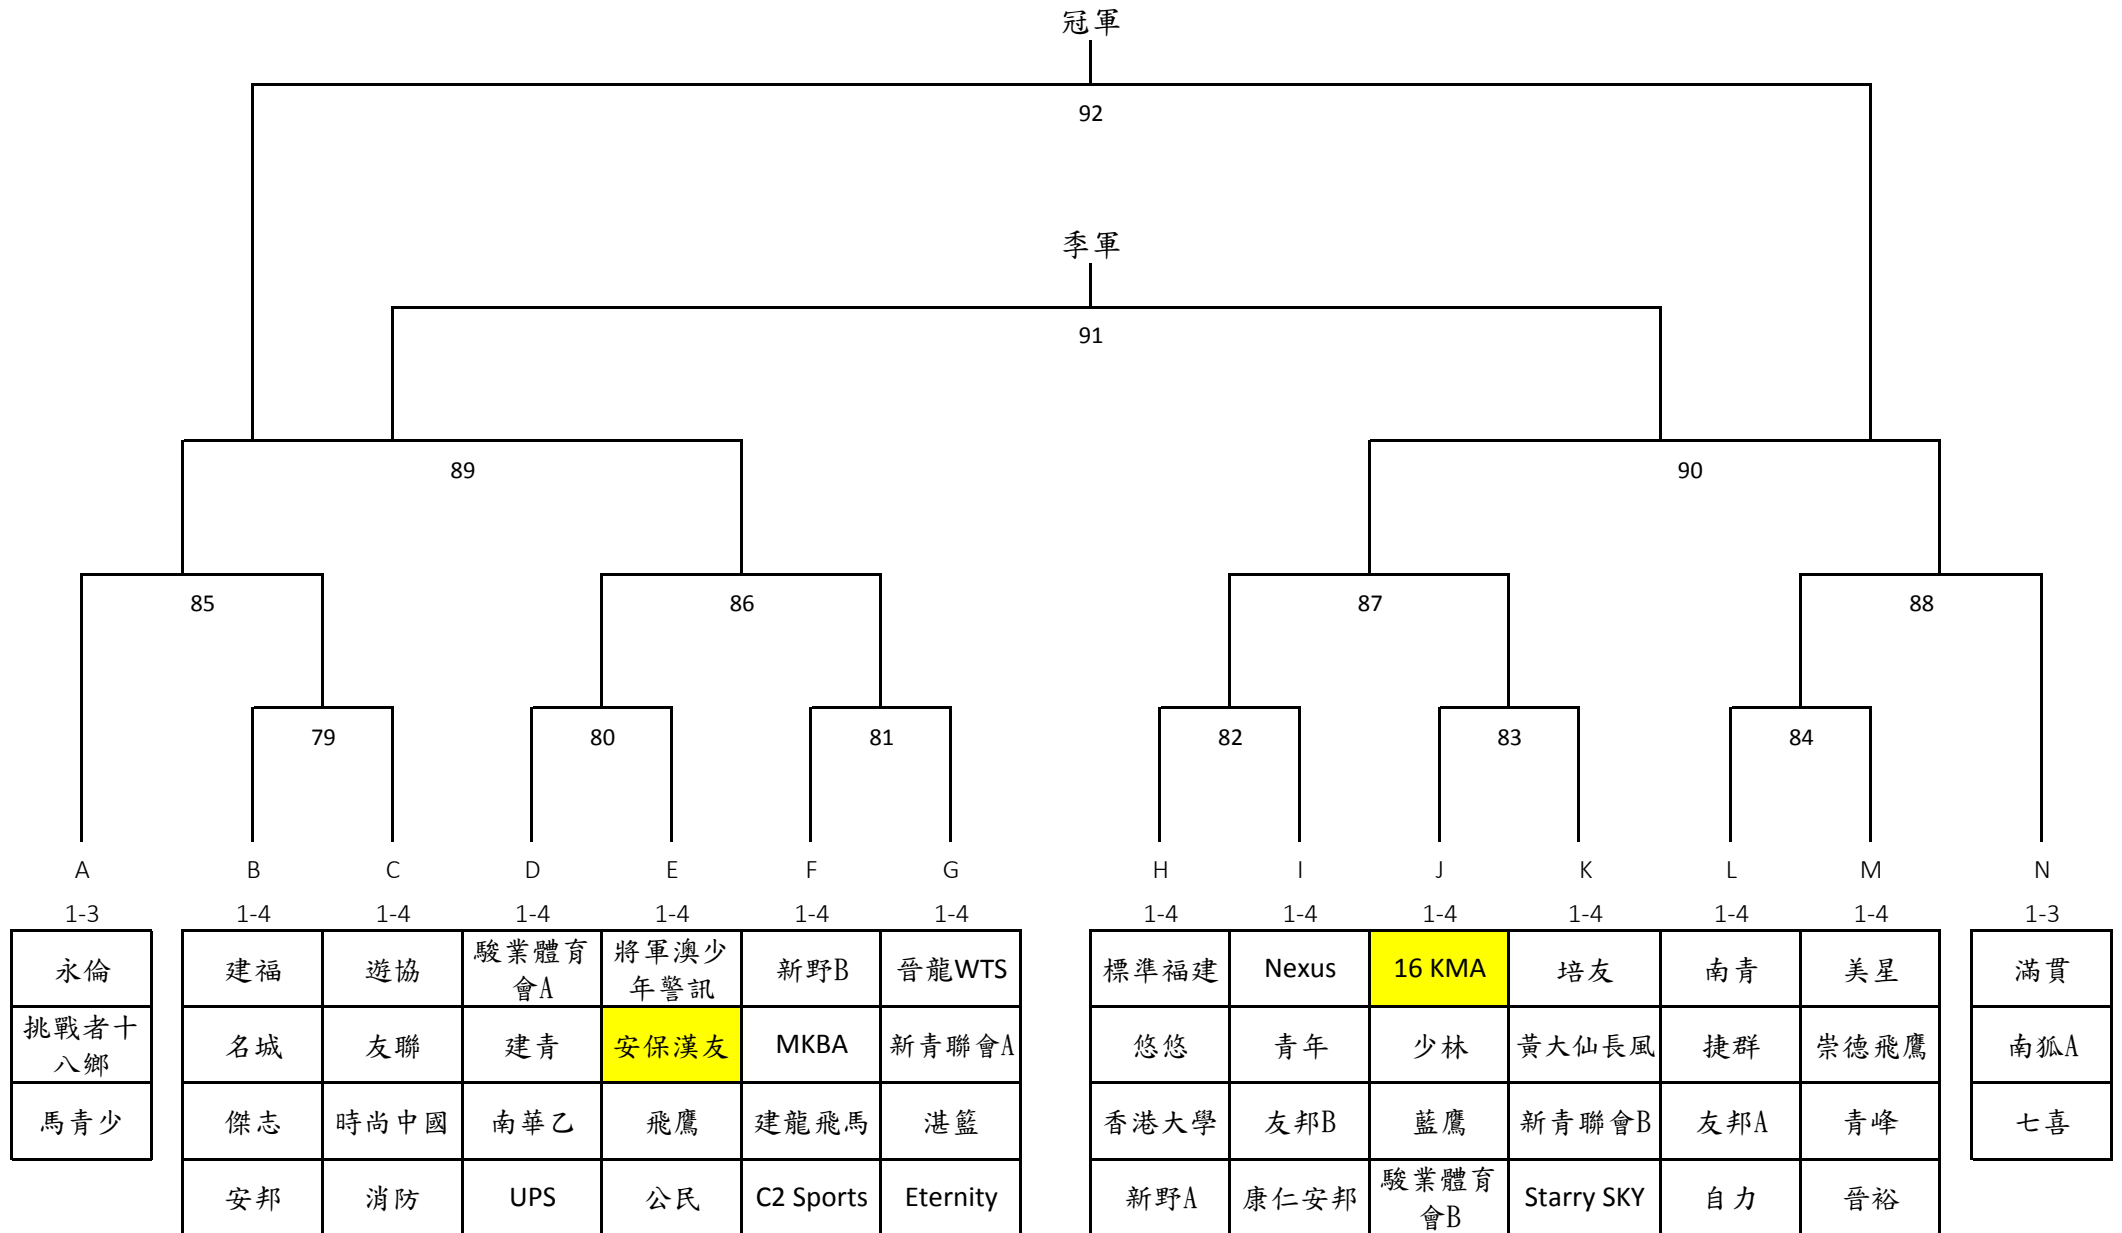 冠軍
92
季軍
91
89 90
85 86 87 88
79 80 81 82 83 84
A B C D E F G H I J K L M N
1-3 1-4 1-4 1-4 1-4 1-4 1-4 1-4 1-4 1-4 1-4 1-4 1-4 1-3
永倫 建福 遊協 駿業體育會A 將軍澳少年警訊 新野B 晉龍WTS 標準福建 Nexus 16 KMA 培友 南青 美星 滿貫
挑戰者十八鄉 名城 友聯 建青 安保漢友 MKBA 新青聯會A 悠悠 青年 少林 黃大仙長風 捷群 崇德飛鷹 南狐A
馬青少 傑志 時尚中國 南華乙 飛鷹 建龍飛馬 湛籃 香港大學 友邦B 藍鷹 新青聯會B 友邦A 青峰 七喜
安邦 消防 UPS 公民 C2 Sports Eternity 新野A 康仁安邦 駿業體育會B Starry SKY 自力 晉裕